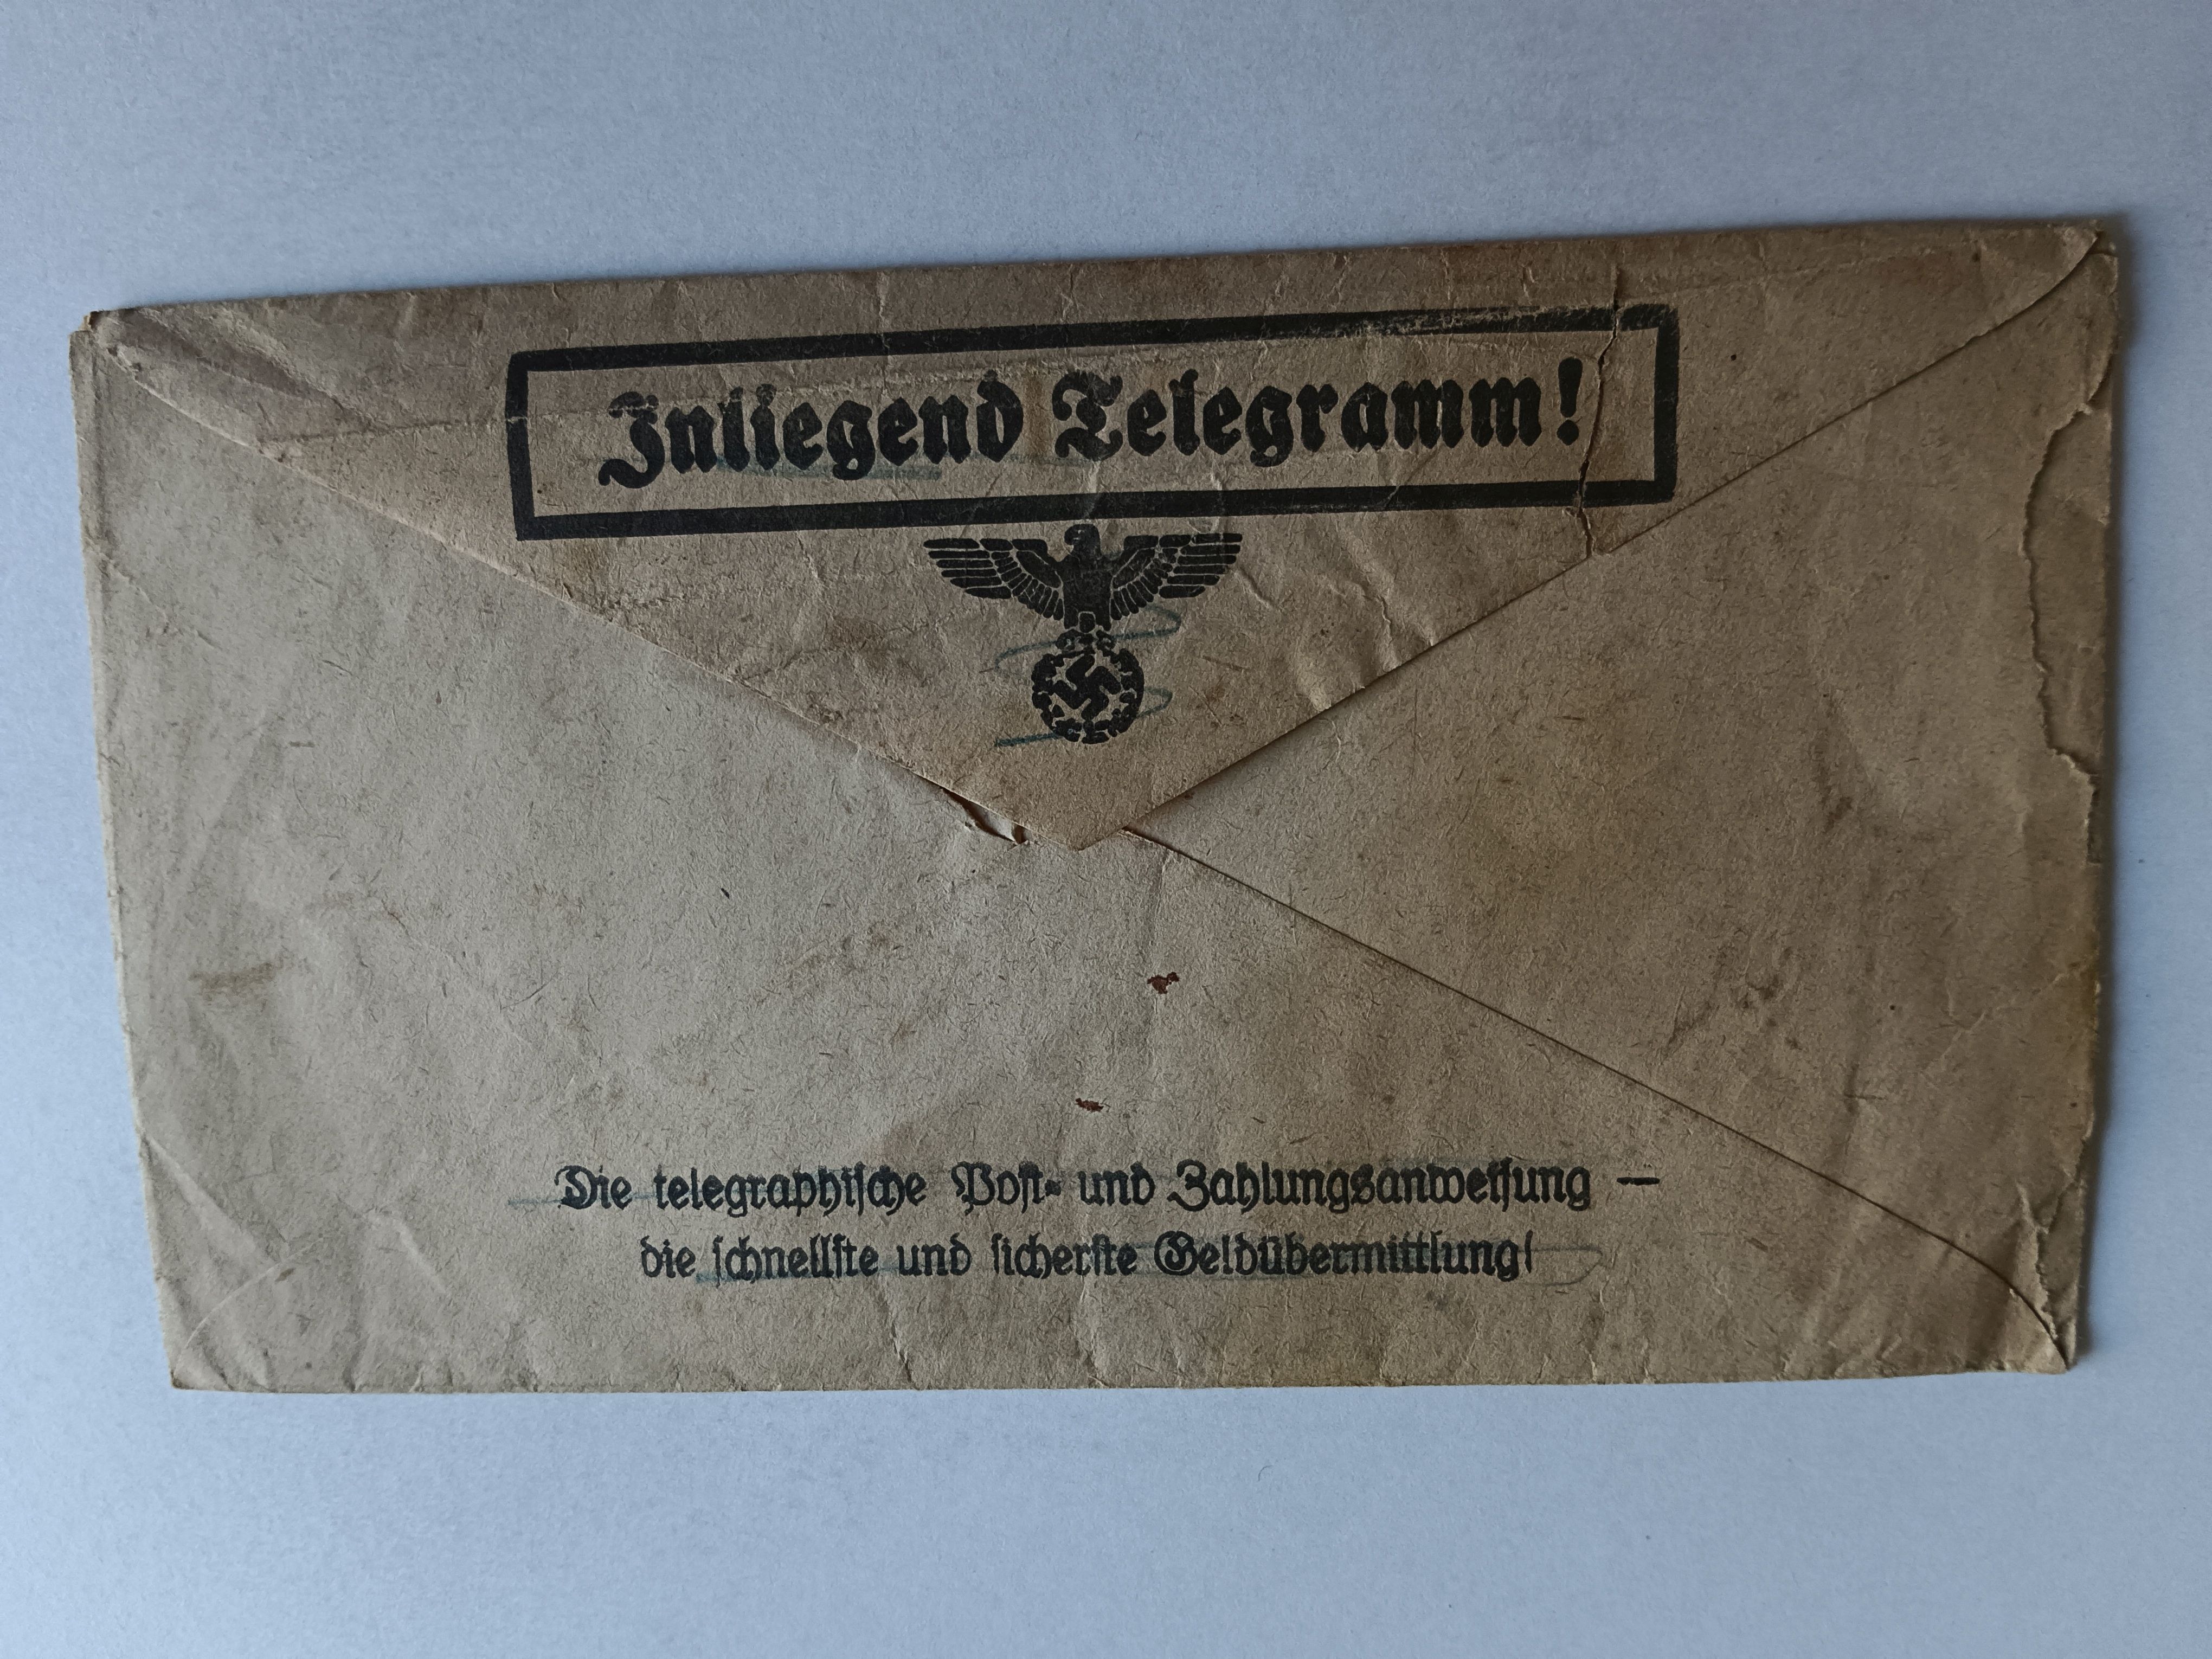 Inliegend Telegramm!
Die telegraphische Post- und Zahlungsanweisung —
die schnellste und sicherste Geldübermittlung!